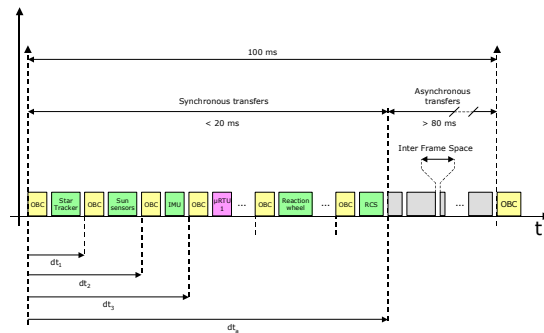 100 ms
Synchronous transfers
< 20 ms
Asynchronous
transfers
> 80 ms
Inter Frame Space
OBC
Star
Tracker
OBC
Sun
sensors
OBC
IMU
OBC
µRTU
1
...
OBC
Reaction
wheel
...
OBC
RCS
...
OBC
t
dt1
dt2
dt3
dta